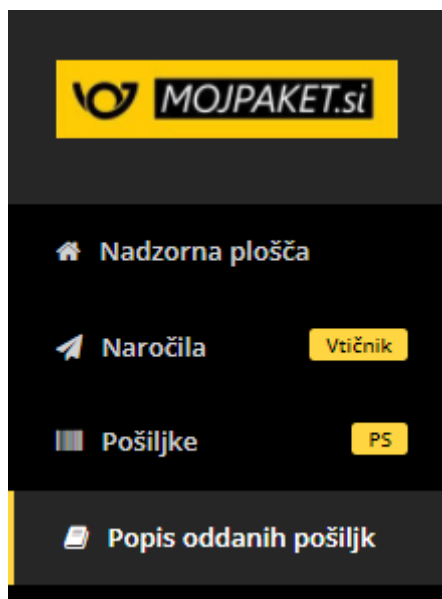 MOJPAKET.si
Nadzorna plošča
Naročila Vtičnik
Pošiljke PS
Popis oddanih pošiljk